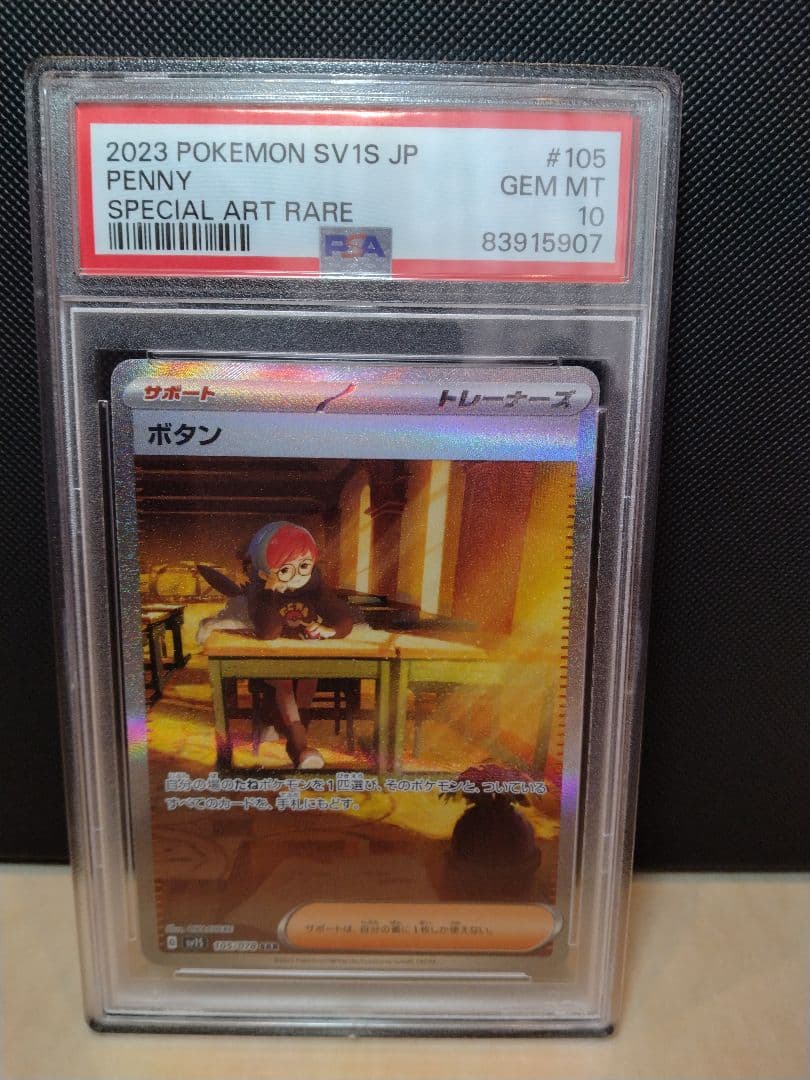 2023 POKEMON SV1S JP #105
PENNY GEM MT
SPECIAL ART RARE 10
PSA 83915907
サポート トレーナーズ
ボタン
自分の場のたねポケモンを1匹選び、そのポケモンと、ついている
すべてのカードを、手札にもどす。
サポートは、自分の番に1枚しか使えない。
G SV1S 105/078 SAR